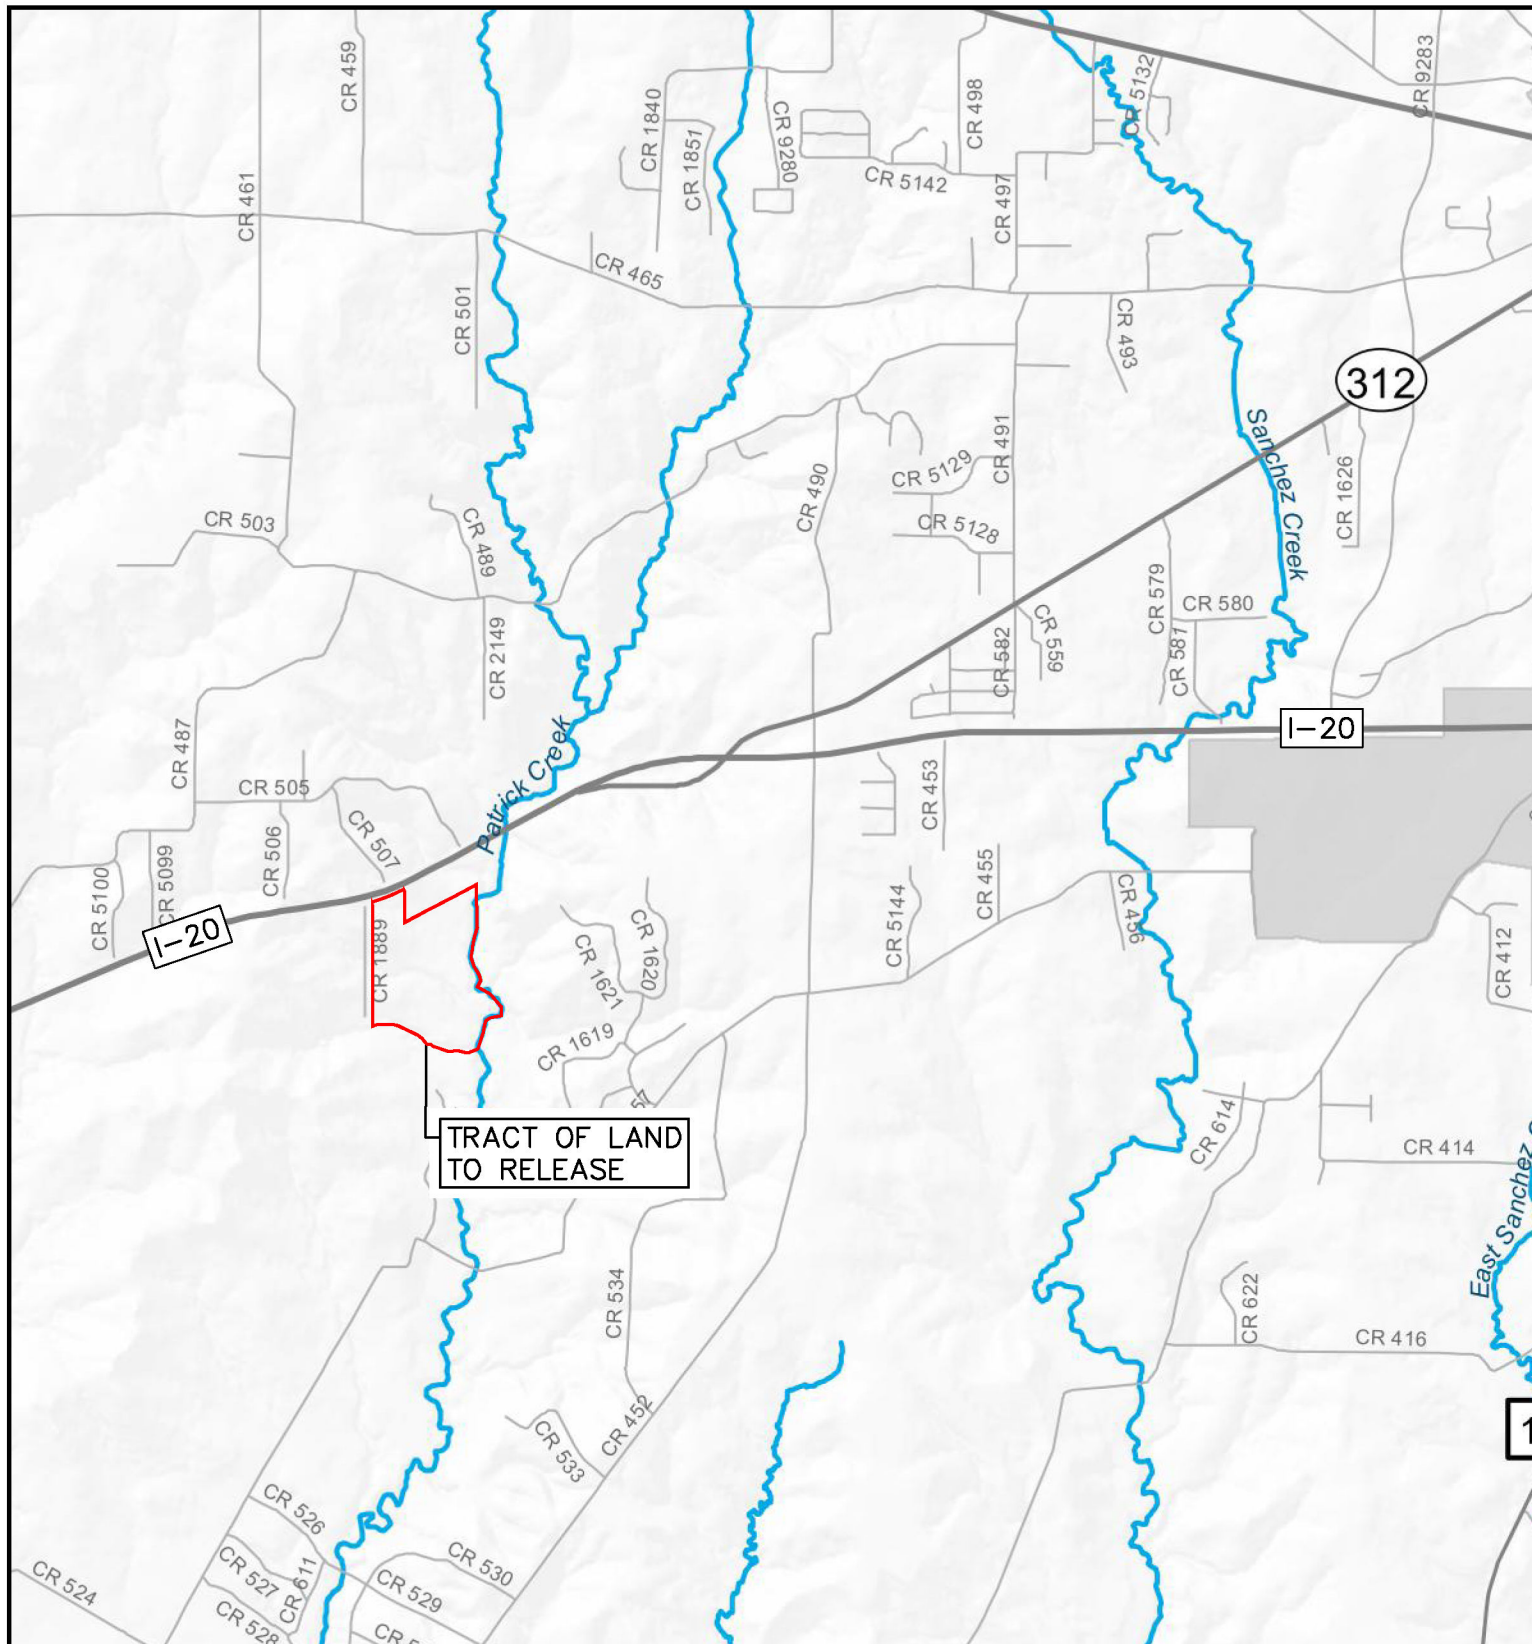 CR 459
CR 9283
CR 5132
CR 1840
CR 498
CR 9280
CR 1851
CR 5142
CR 461
CR 497
CR 465
CR 501
CR 493
312
Sanchez Creek
CR 491
CR 5129
CR 490
CR 1626
CR 503
CR 489
CR 5128
CR 579
CR 580
CR 559
CR 582
CR 581
CR 2149
CR 487
Patrick Creek
I-20
CR 505
CR 453
CR 507
CR 506
CR 5099
CR 5100
CR 455
CR 5144
CR 456
I-20
CR 1889
CR 1620
CR 1621
CR 412
CR 1619
57
CR 614
TRACT OF LAND
TO RELEASE
CR 414
East Sanchez
CR 534
CR 622
CR 416
CR 452
CR 533
1
CR 526
CR 530
CR 527
CR 611
CR 529
CR 524
CR 528
CR 5